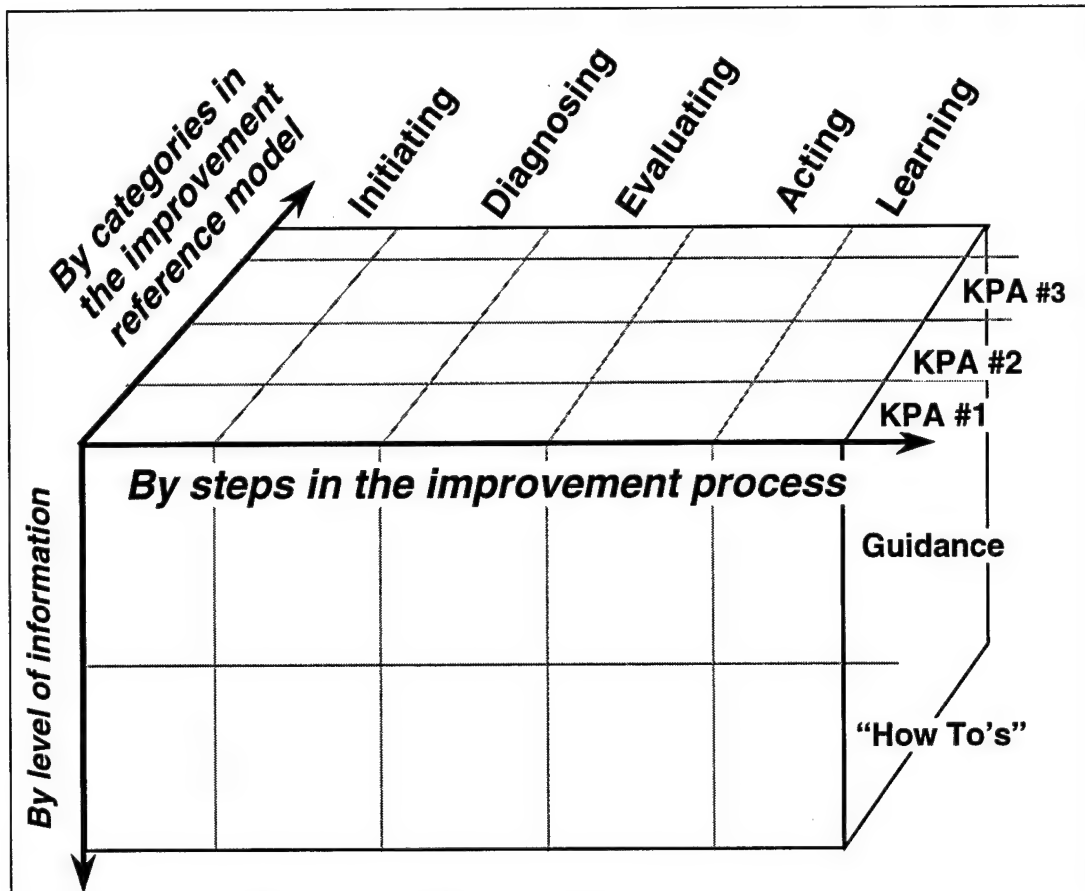 By categories in
the improvement
reference model
Initiating
Diagnosing
Evaluating
Acting
Learning
KPA #3
KPA #2
KPA #1
By steps in the improvement process
By level of information
Guidance
“How To's”